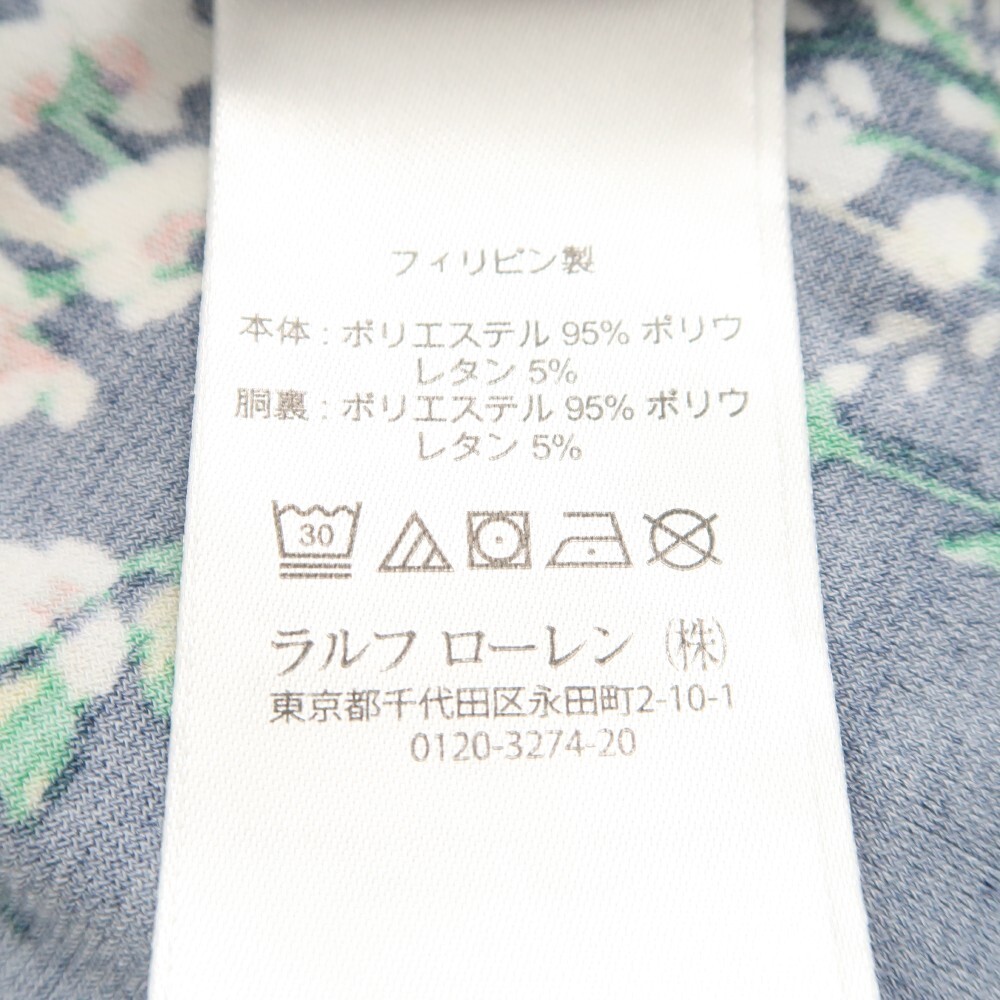 フィリピン製
本体 : ポリエステル 95% ポリウ
レタン 5%
胴裏 : ポリエステル 95% ポリウ
レタン 5%
30
ラルフ ローレン (株)
東京都千代田区永田町2-10-1
0120-3274-20